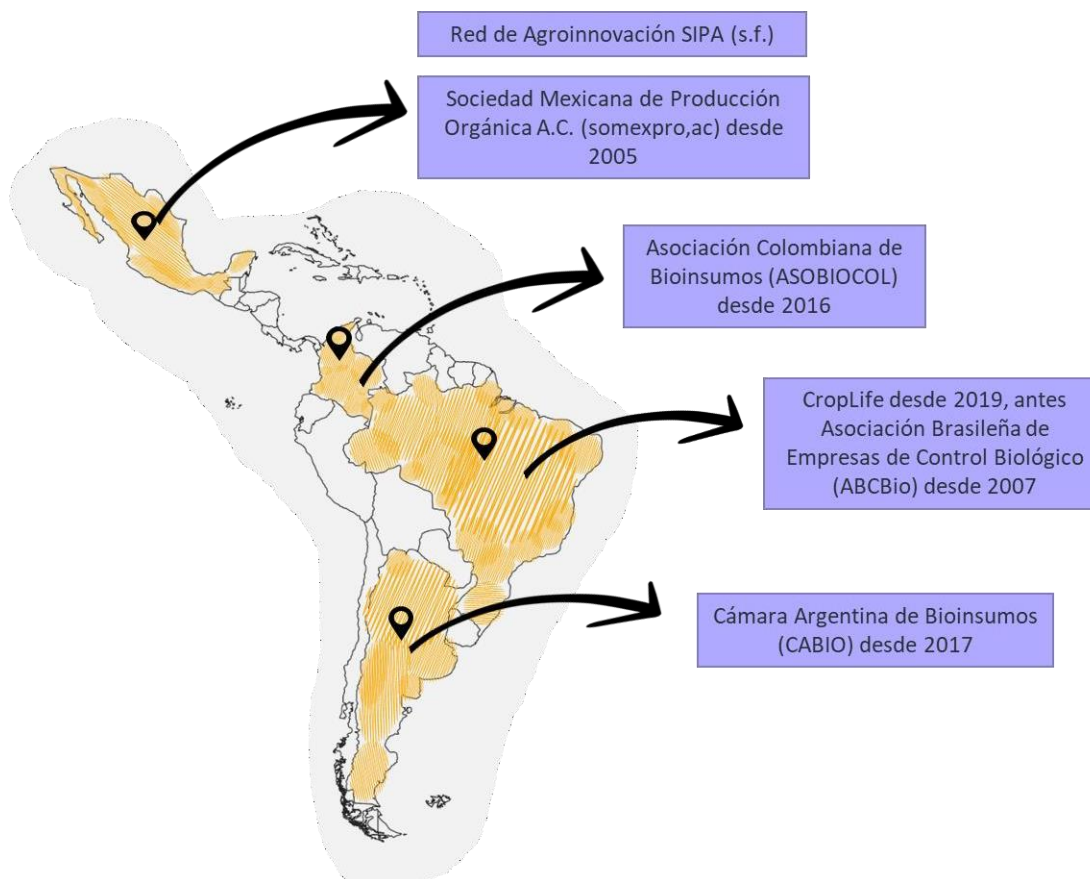 Red de Agroinnovación SIPA (s.f.)
Sociedad Mexicana de Producción
Orgánica A.C. (somexpro,ac) desde
2005
Asociación Colombiana de
Bioinsumos (ASOBIOCOL)
desde 2016
CropLife desde 2019, antes
Asociación Brasileña de
Empresas de Control Biológico
(ABCBio) desde 2007
Cámara Argentina de Bioinsumos
(CABIO) desde 2017